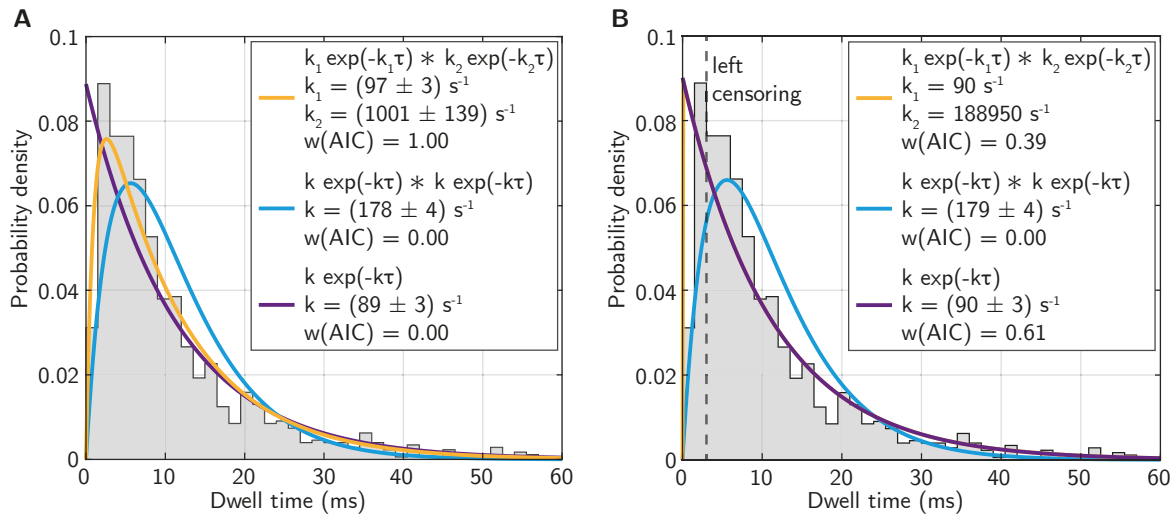 A
Probability density
0.1
0.08
0.06
0.04
0.02
0
k₁ exp(-k₁τ) * k₂ exp(-k₂τ)
k₁ = (97 ± 3) s⁻¹
k₂ = (1001 ± 139) s⁻¹
w(AIC) = 1.00
k exp(-kτ) * k exp(-kτ)
k = (178 ± 4) s⁻¹
w(AIC) = 0.00
k exp(-kτ)
k = (89 ± 3) s⁻¹
w(AIC) = 0.00
0 10 20 30 40 50 60
Dwell time (ms)
B
Probability density
0.1
0.08
0.06
0.04
0.02
0
left
censoring
k₁ exp(-k₁τ) * k₂ exp(-k₂τ)
k₁ = 90 s⁻¹
k₂ = 188950 s⁻¹
w(AIC) = 0.39
k exp(-kτ) * k exp(-kτ)
k = (179 ± 4) s⁻¹
w(AIC) = 0.00
k exp(-kτ)
k = (90 ± 3) s⁻¹
w(AIC) = 0.61
0 10 20 30 40 50 60
Dwell time (ms)